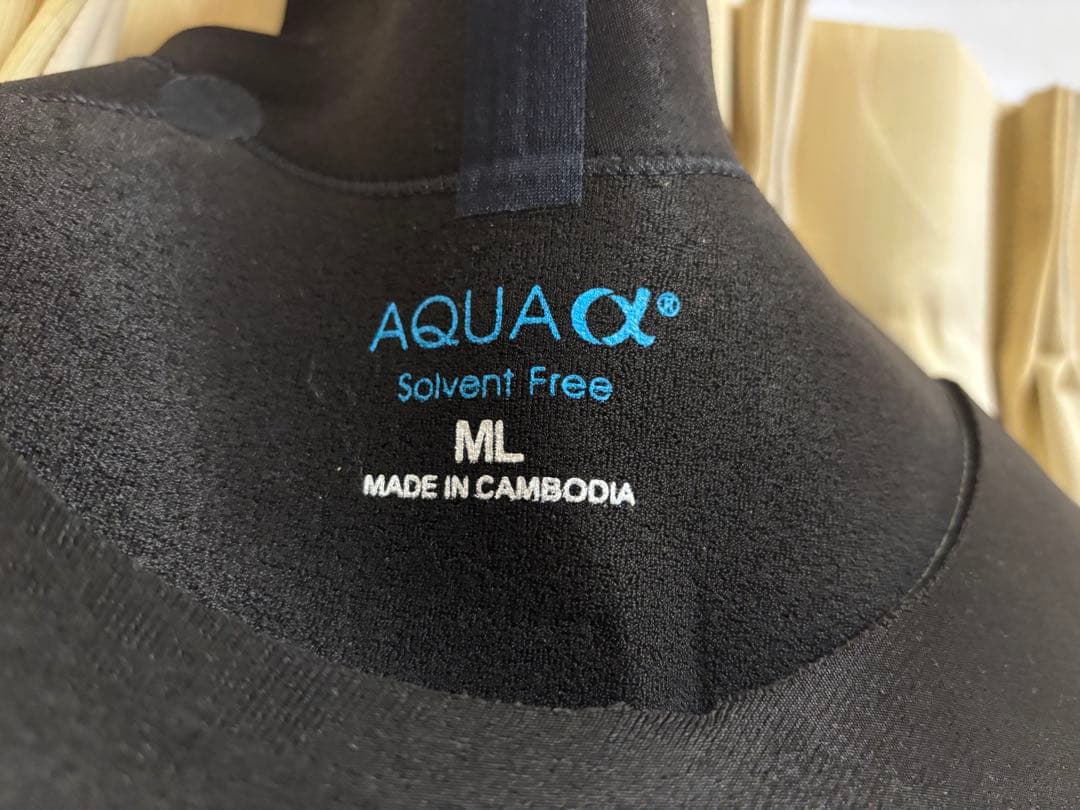 AQUA α®
Solvent Free
ML
MADE IN CAMBODIA